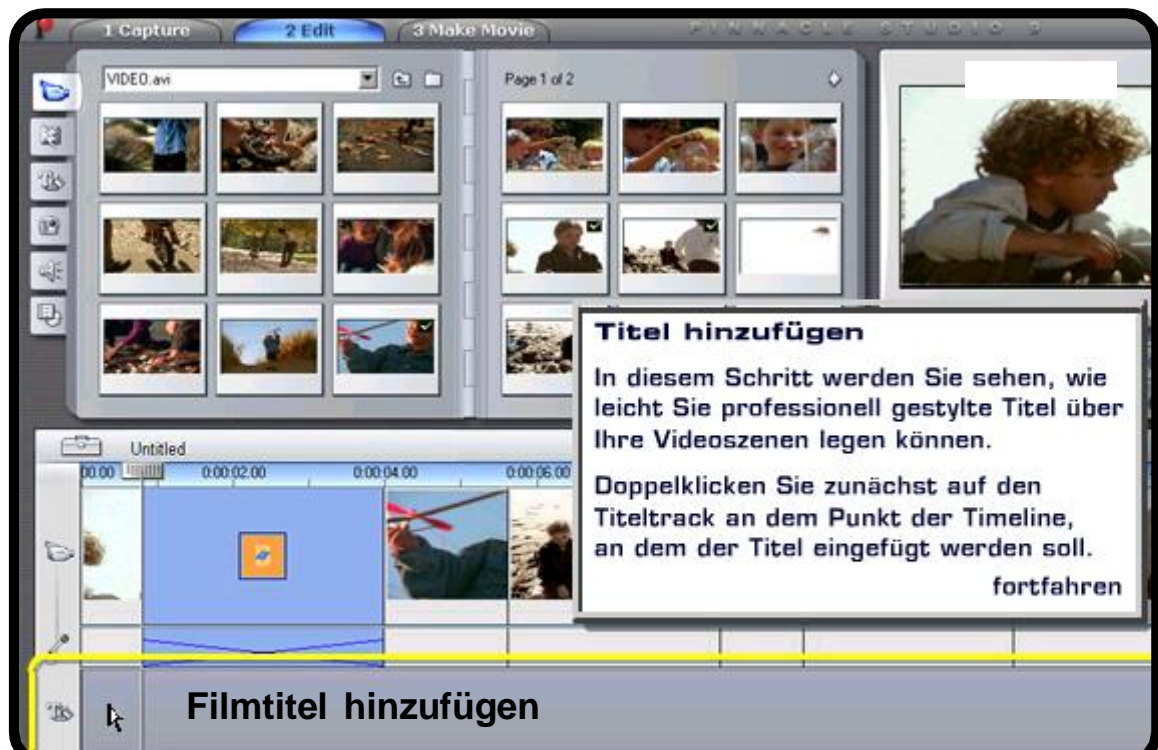 1 Capture
2 Edit
3 Make Movie
PINNACLE STUDIO 9
VIDEO.avi
Page 1 of 2
Titel hinzufügen
In diesem Schritt werden Sie sehen, wie
leicht Sie professionell gestylte Titel über
Ihre Videoszenen legen können.
Doppelklicken Sie zunächst auf den
Titeltrack an dem Punkt der Timeline,
an dem der Titel eingefügt werden soll.
fortfahren
Untitled
00.00 0:00:02.00 0:00:04.00 0:00:06.00
Filmtitel hinzufügen